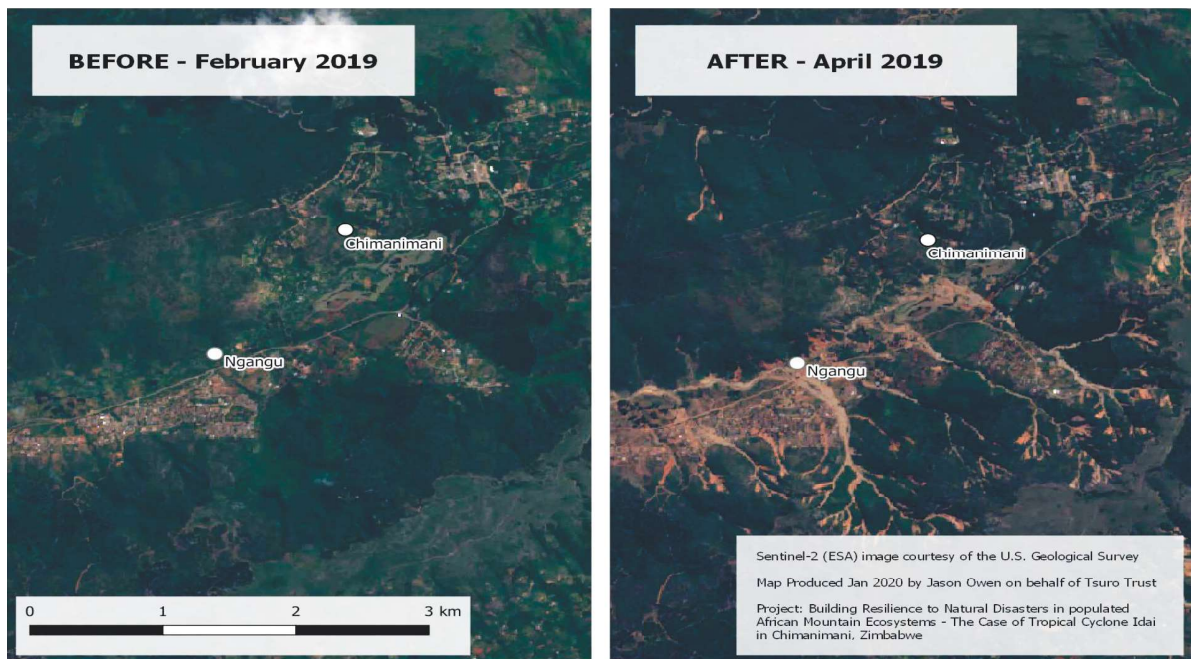 BEFORE - February 2019
Chimanimani
Ngangu
0 1 2 3 km
AFTER - April 2019
Chimanimani
Ngangu
Sentinel-2 (ESA) image courtesy of the U.S. Geological Survey
Map Produced Jan 2020 by Jason Owen on behalf of Tsuro Trust
Project: Building Resilience to Natural Disasters in populated
African Mountain Ecosystems - The Case of Tropical Cyclone Idai
in Chimanimani, Zimbabwe